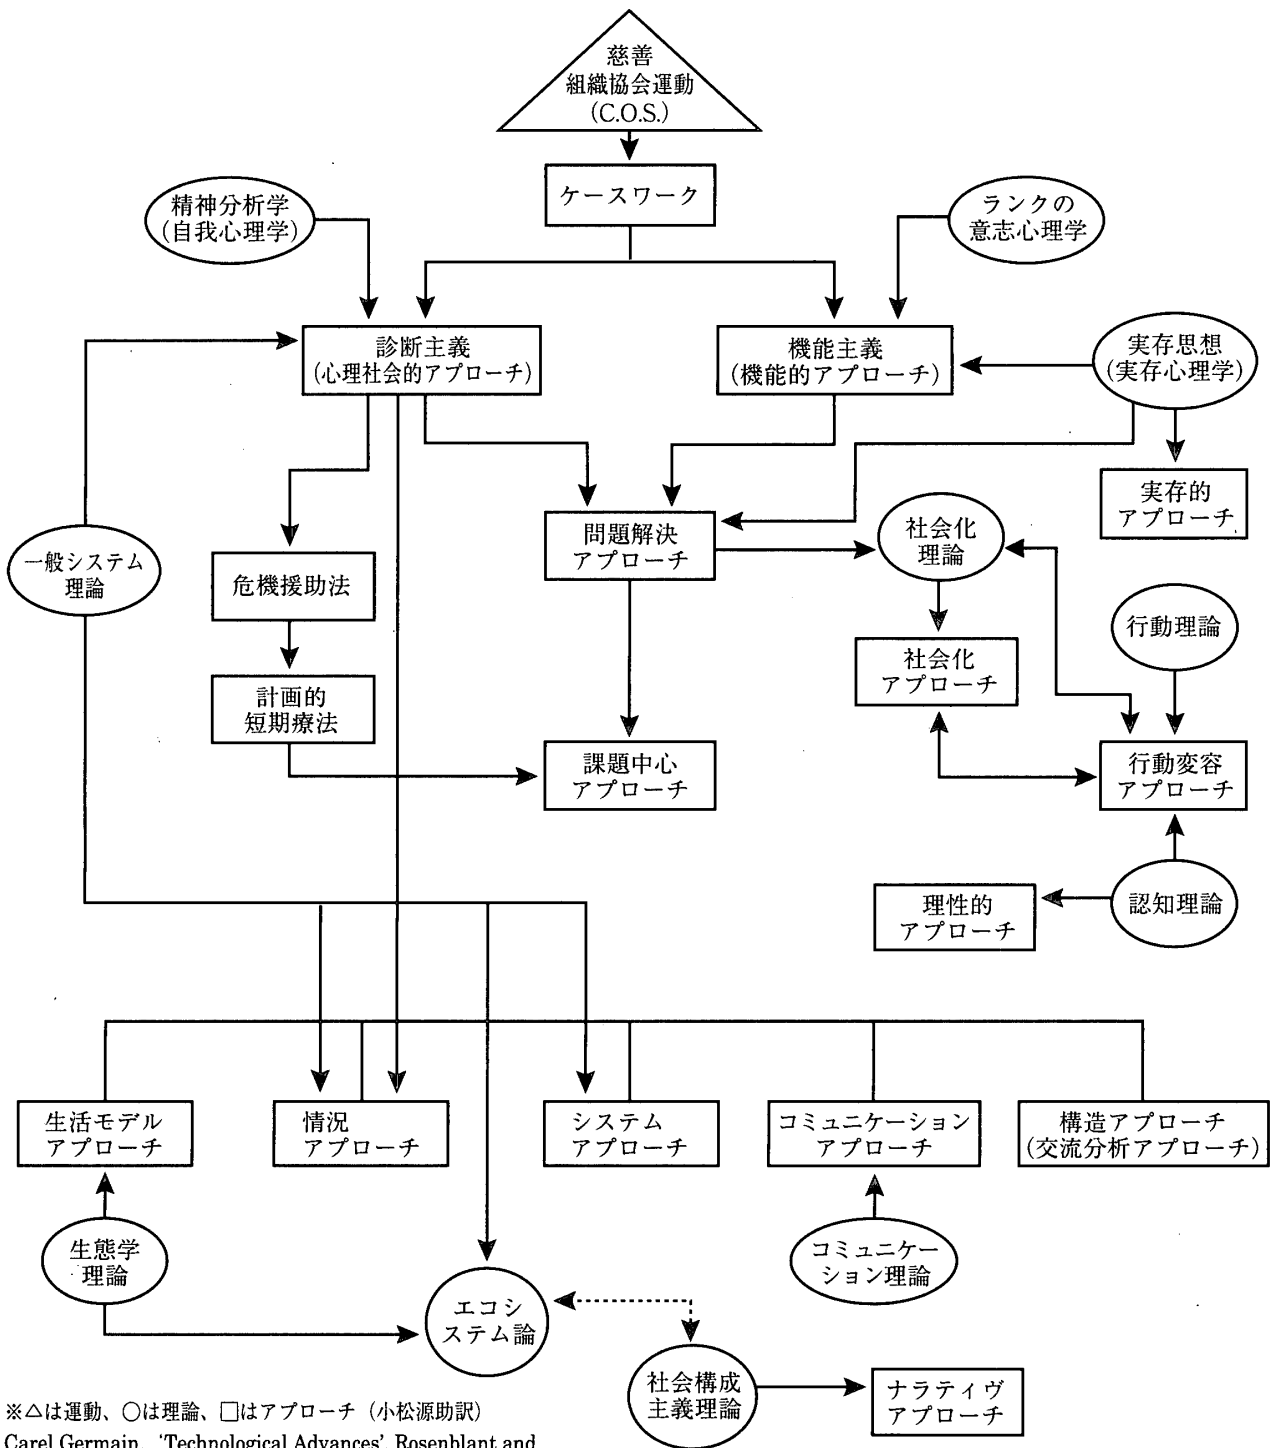 慈善
組織協会運動
(C.O.S.)
ケースワーク
精神分析学
(自我心理学)
ランクの
意志心理学
診断主義
(心理社会的アプローチ)
機能主義
(機能的アプローチ)
実存思想
(実存心理学)
実存的
アプローチ
問題解決
アプローチ
社会化
理論
一般システム
理論
危機援助法
行動理論
社会化
アプローチ
計画的
短期療法
課題中心
アプローチ
行動変容
アプローチ
理性的
アプローチ
認知理論
生活モデル
アプローチ
情況
アプローチ
システム
アプローチ
コミュニケーション
アプローチ
構造アプローチ
(交流分析アプローチ)
生態学
理論
コミュニケー
ション理論
エコシ
ステム論
社会構成
主義理論
ナラティヴ
アプローチ
※△は運動、○は理論、□はアプローチ(小松源助訳)
Carel Germain, 'Technological Advances', Rosenblant and